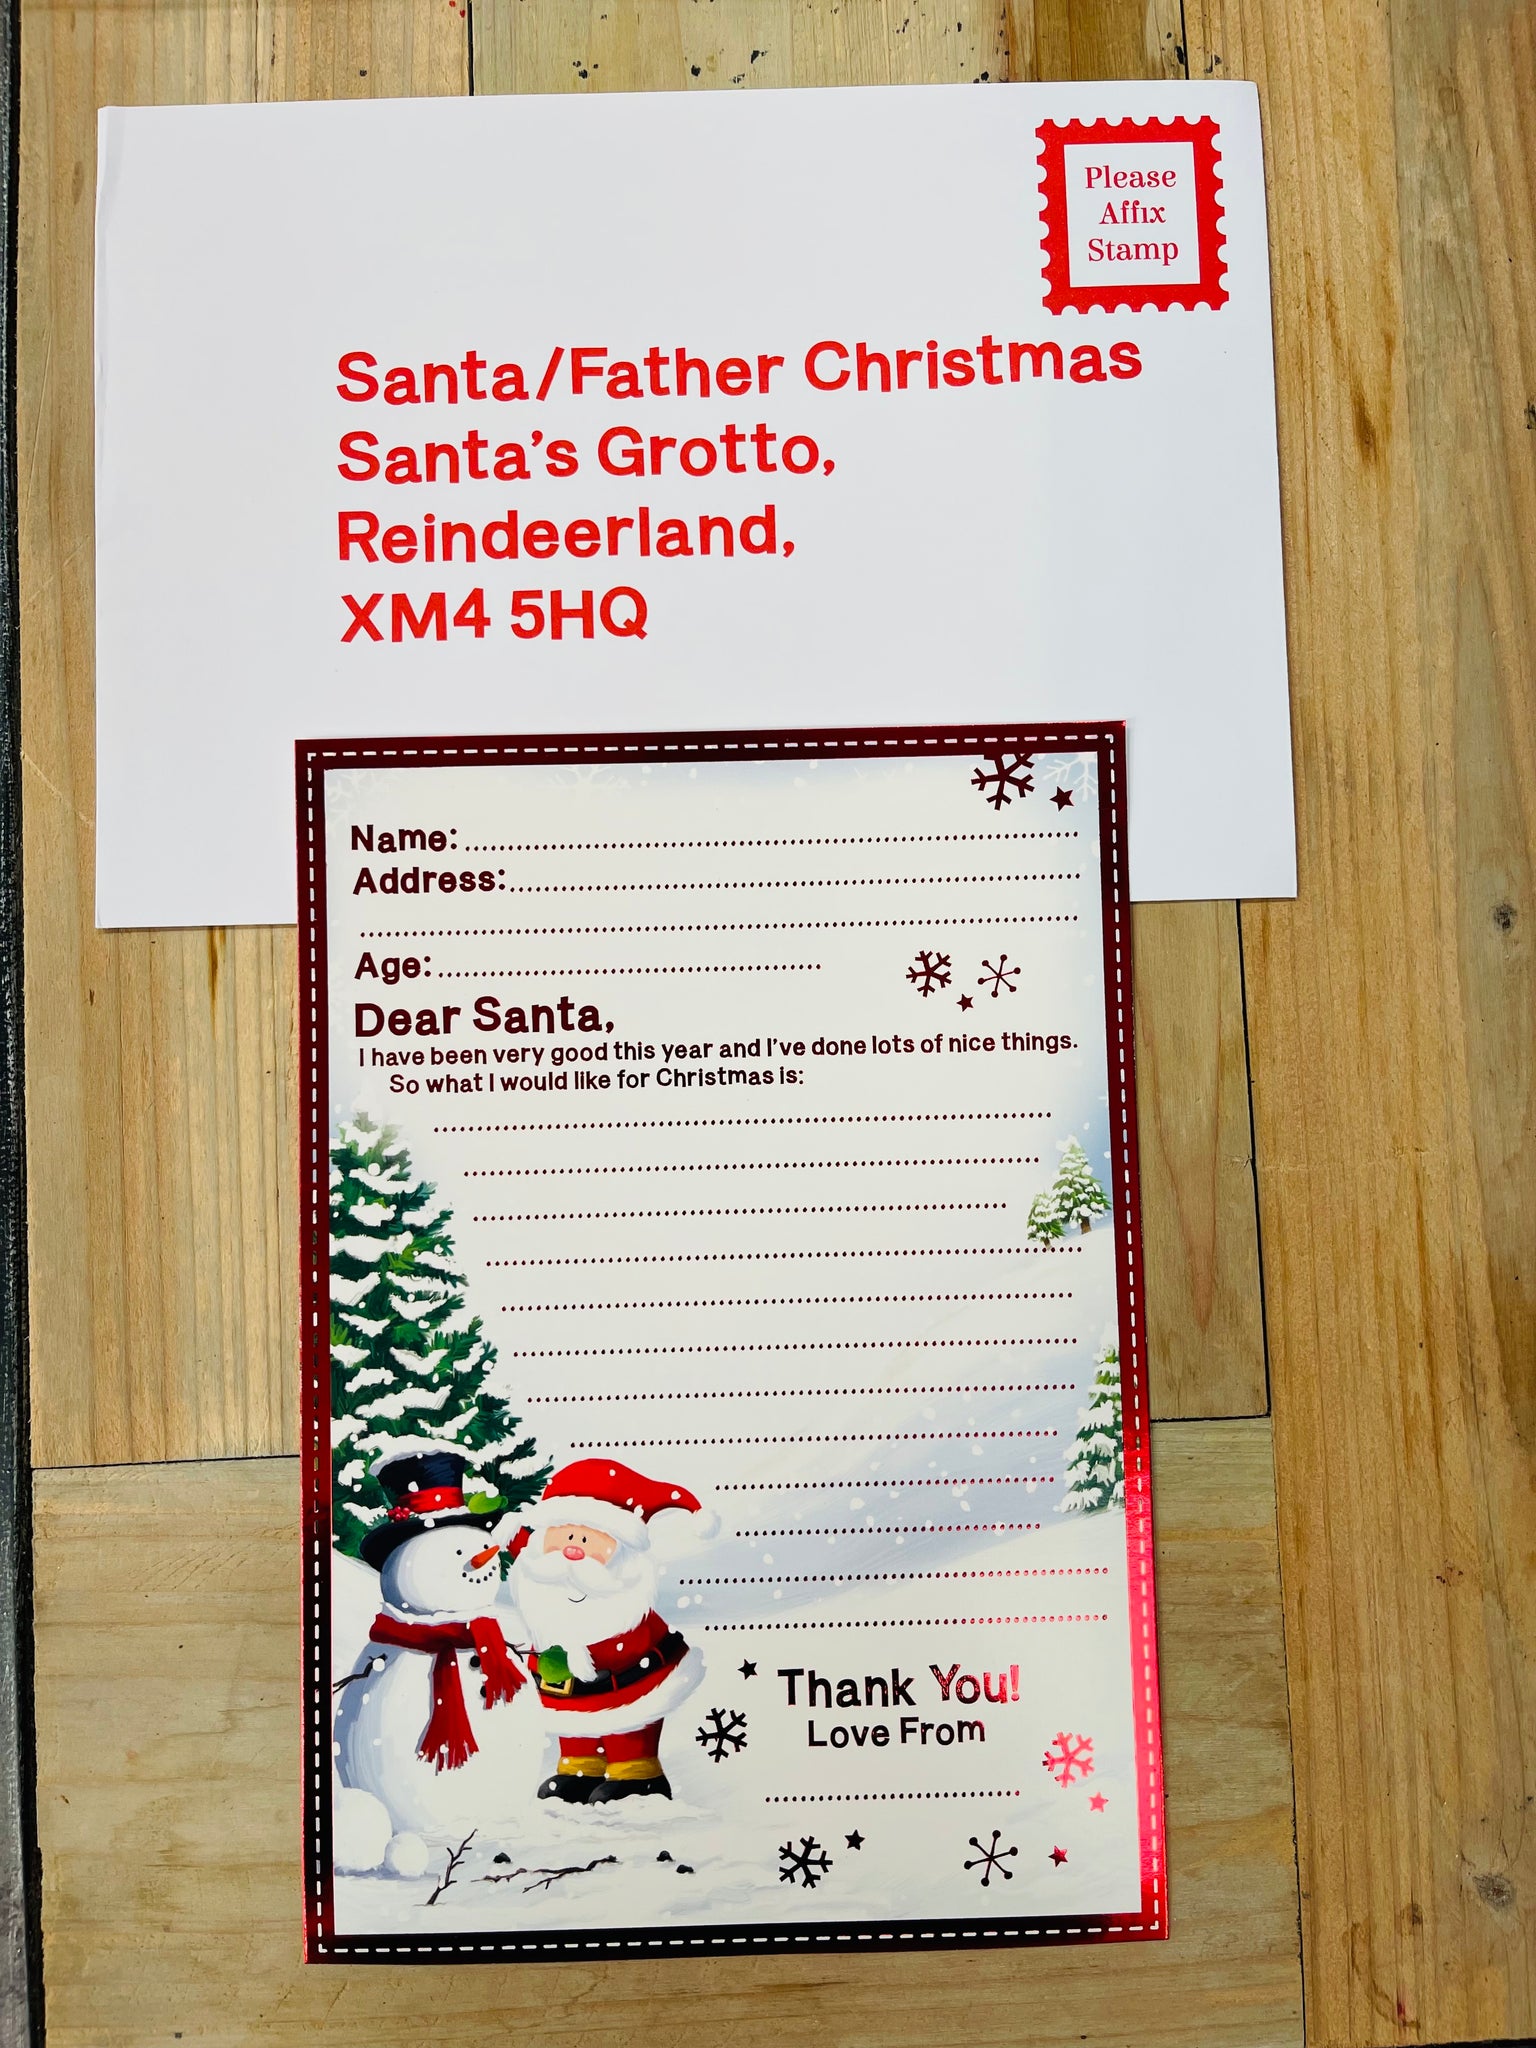 Please
Affix
Stamp
Santa/Father Christmas
Santa's Grotto,
Reindeerland,
XM4 5HQ
Name:
Address:
Age:
Dear Santa,
I have been very good this year and I've done lots of nice things.
So what I would like for Christmas is:
Thank You!
Love From